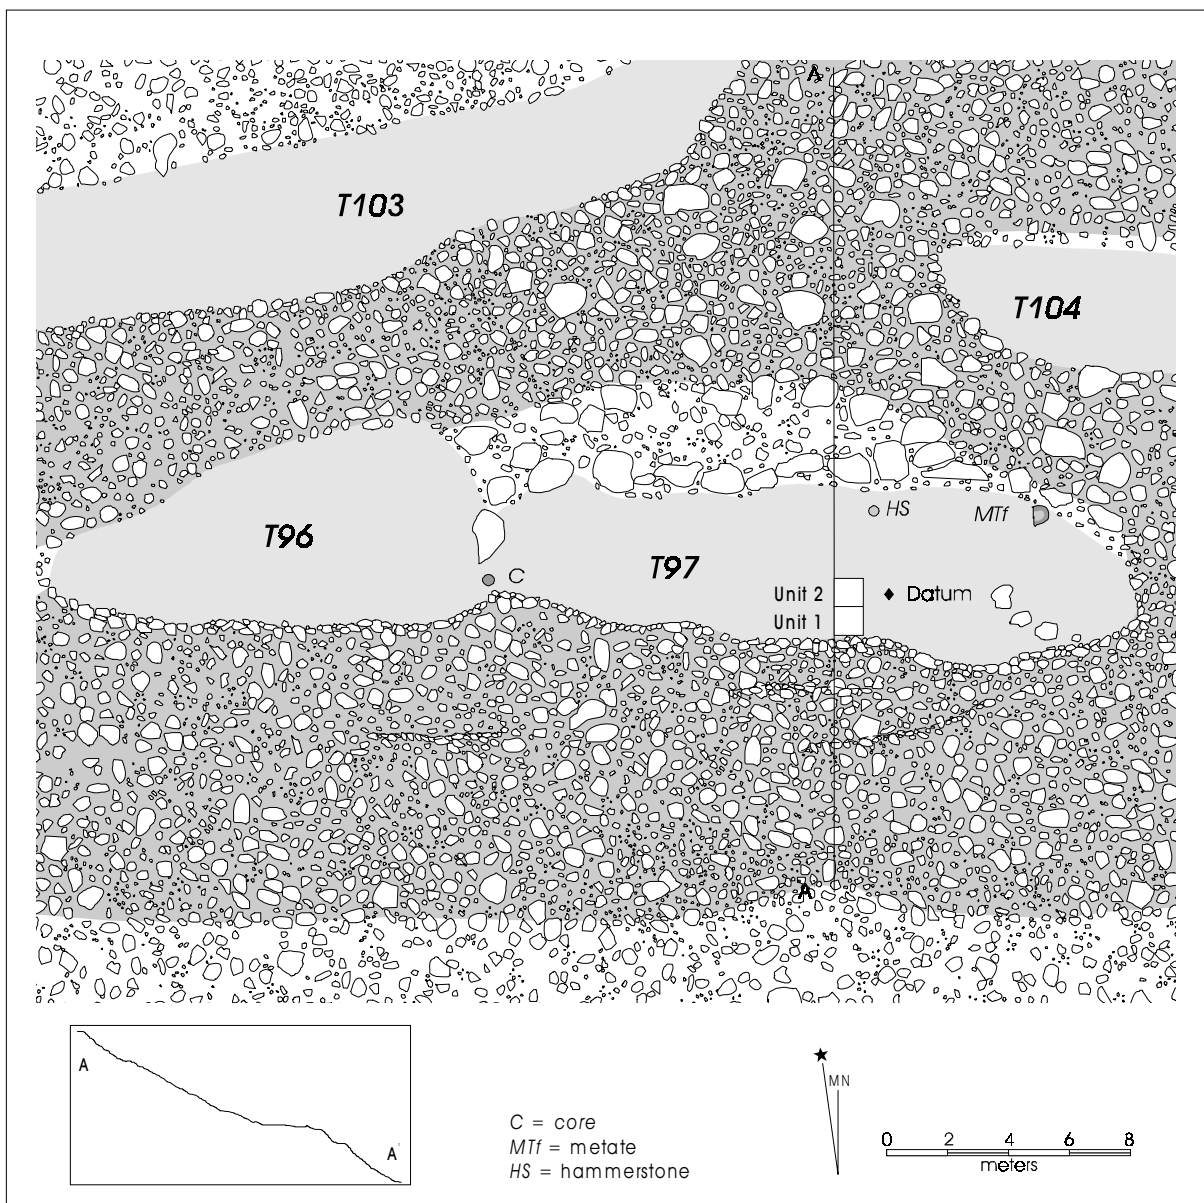 A
T103
T104
HS
MTf
T96
T97
C
Unit 2
Datum
Unit 1
A'
A
A'
C = core
MTf = metate
HS = hammerstone
MN
0 2 4 6 8
meters